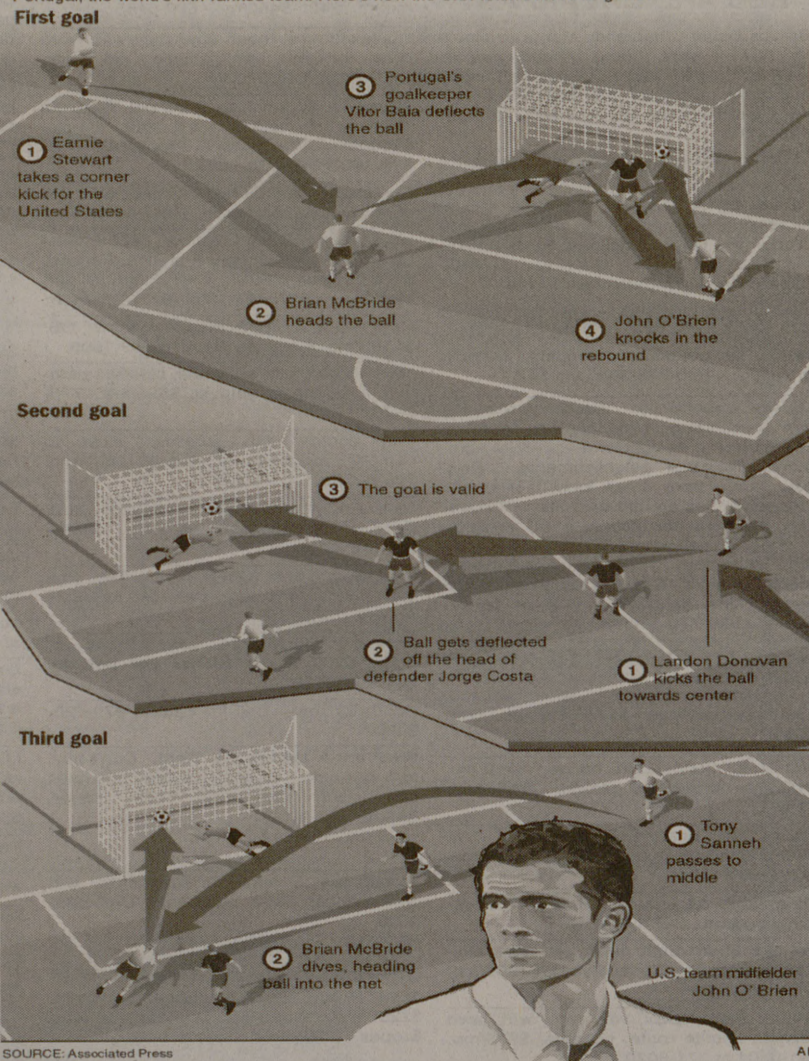 First goal
1 Earnie
Stewart
takes a corner
kick for the
United States
3 Portugal's
goalkeeper
Vitor Baia deflects
the ball
2 Brian McBride
heads the ball
4 John O'Brien
knocks in the
rebound
Second goal
3 The goal is valid
2 Ball gets deflected
off the head of
defender Jorge Costa
1 Landon Donovan
kicks the ball
towards center
Third goal
1 Tony
Sanneh
passes to
middle
2 Brian McBride
dives, heading
ball into the net
U.S. team midfielder
John O' Brien
SOURCE: Associated Press